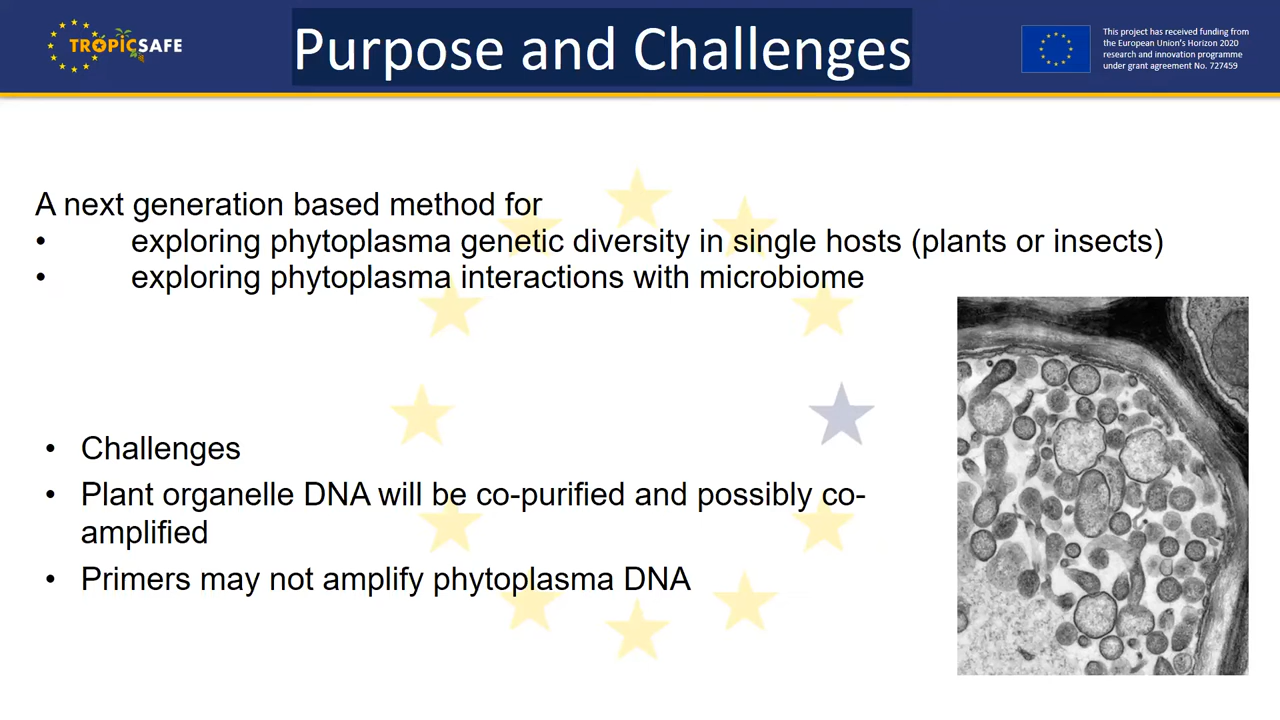 TROPICSAFE
Purpose and Challenges
This project has received funding from
the European Union's Horizon 2020
research and innovation programme
under grant agreement No. 727459
A next generation based method for
• exploring phytoplasma genetic diversity in single hosts (plants or insects)
• exploring phytoplasma interactions with microbiome
• Challenges
• Plant organelle DNA will be co-purified and possibly co-
amplified
• Primers may not amplify phytoplasma DNA